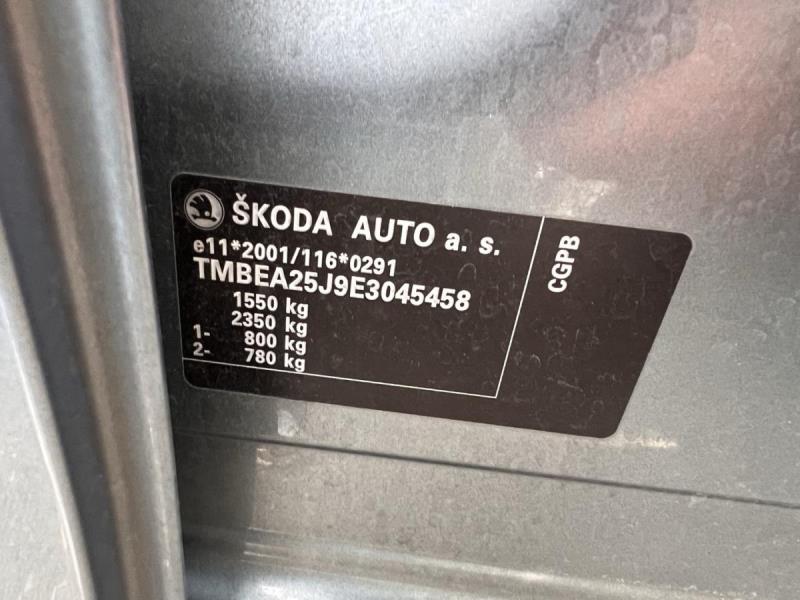 ŠKODA AUTO a. s.
e11*2001/116*0291
TMBEA25J9E3045458
1550 kg
2350 kg
1- 800 kg
2- 780 kg
CGPB